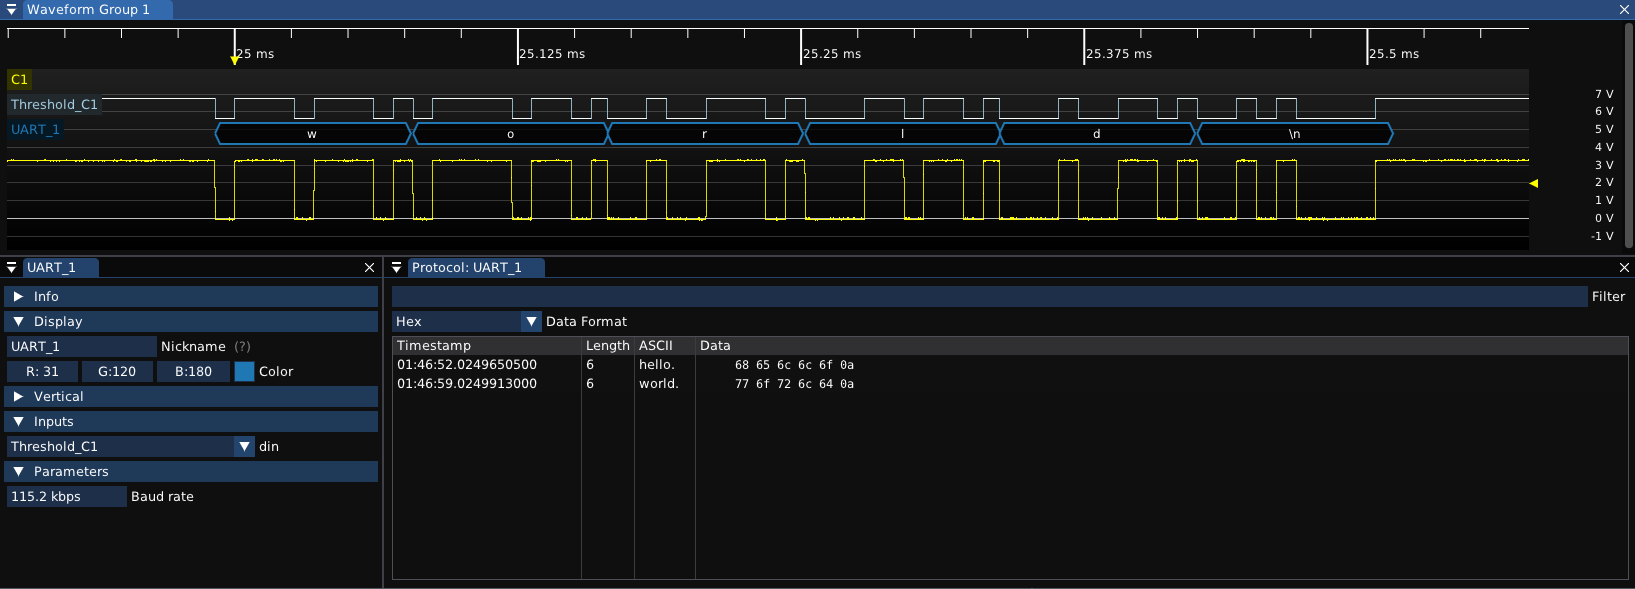 Waveform Group 1
25 ms 25.125 ms 25.25 ms 25.375 ms 25.5 ms
C1
Threshold_C1
UART_1
w o r l d \n
7 V
6 V
5 V
4 V
3 V
2 V
1 V
0 V
-1 V
UART_1
Info
Display
UART_1 Nickname (?)
R: 31 G:120 B:180 Color
Vertical
Inputs
Threshold_C1 din
Parameters
115.2 kbps Baud rate
Protocol: UART_1
Filter
Hex Data Format
Timestamp Length ASCII Data
01:46:52.0249650500 6 hello. 68 65 6c 6c 6f 0a
01:46:59.0249913000 6 world. 77 6f 72 6c 64 0a